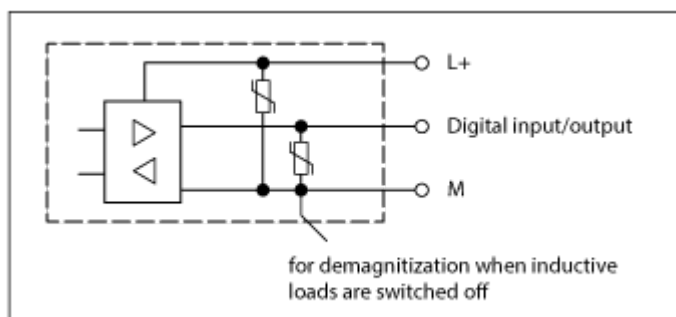 L+
Digital input/output
M
for demagnitization when inductive
loads are switched off